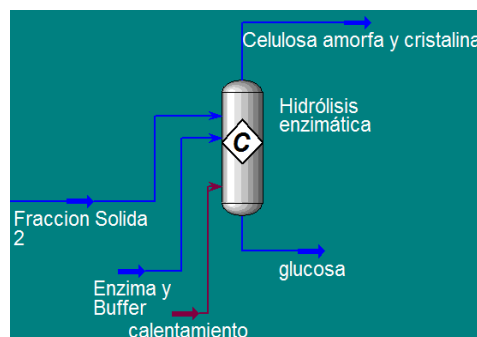 Celulosa amorfa y cristalina
Hidrólisis
enzimática
C
Fraccion Solida
2
Enzima y
Buffer
glucosa
calentamiento